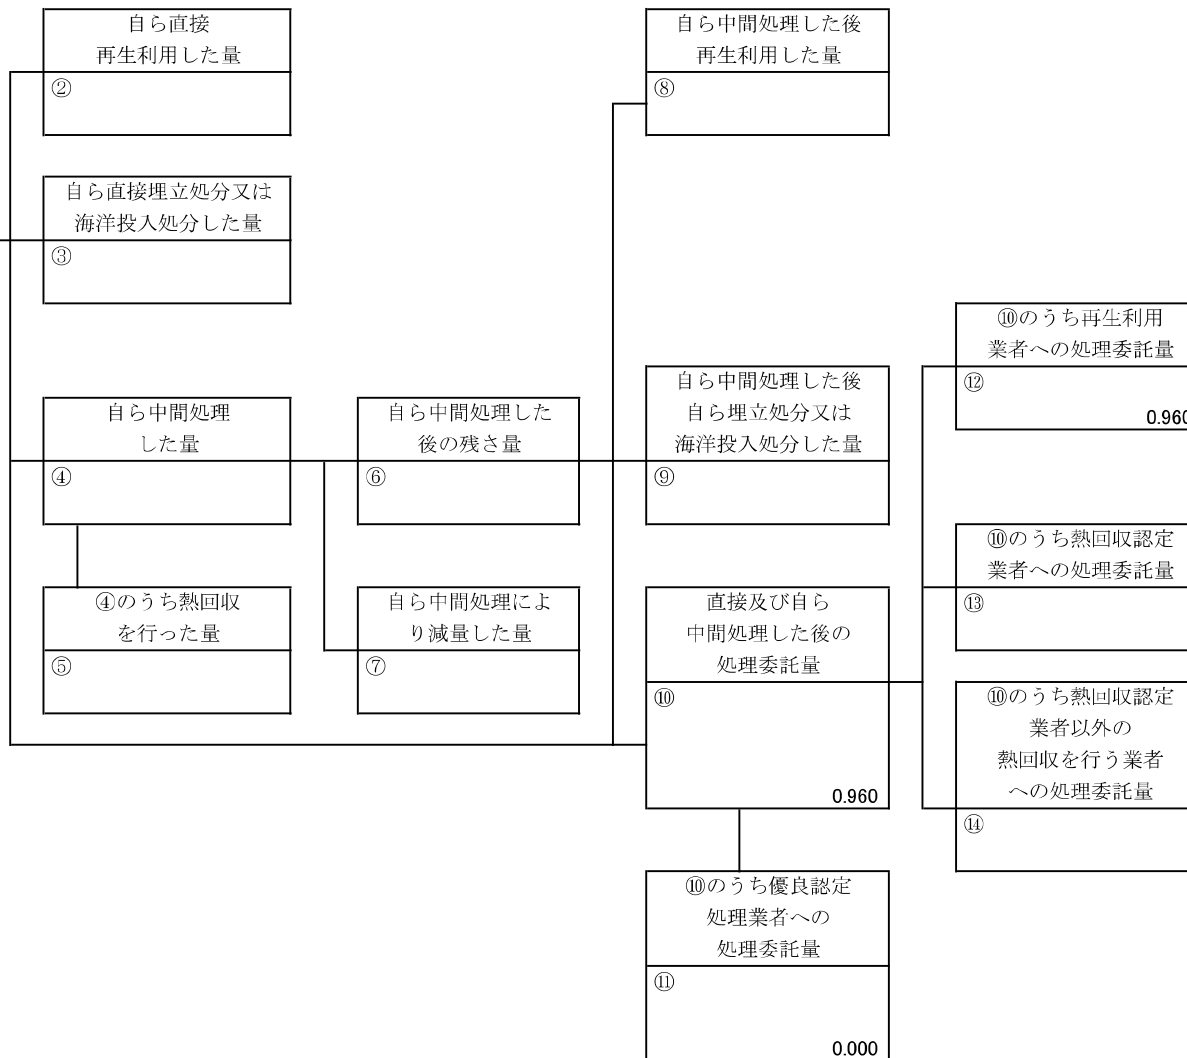 自ら直接
再生利用した量
②
自ら中間処理した後
再生利用した量
⑧
自ら直接埋立処分又は
海洋投入処分した量
③
⑩のうち再生利用
業者への処理委託量
⑫
0.960
自ら中間処理
した量
④
自ら中間処理した
後の残さ量
⑥
自ら中間処理した後
自ら埋立処分又は
海洋投入処分した量
⑨
⑩のうち熱回収認定
業者への処理委託量
⑬
④のうち熱回収
を行った量
⑤
自ら中間処理によ
り減量した量
⑦
直接及び自ら
中間処理した後の
処理委託量
⑩
0.960
⑩のうち熱回収認定
業者以外の
熱回収を行う業者
への処理委託量
⑭
⑩のうち優良認定
処理業者への
処理委託量
⑪
0.000